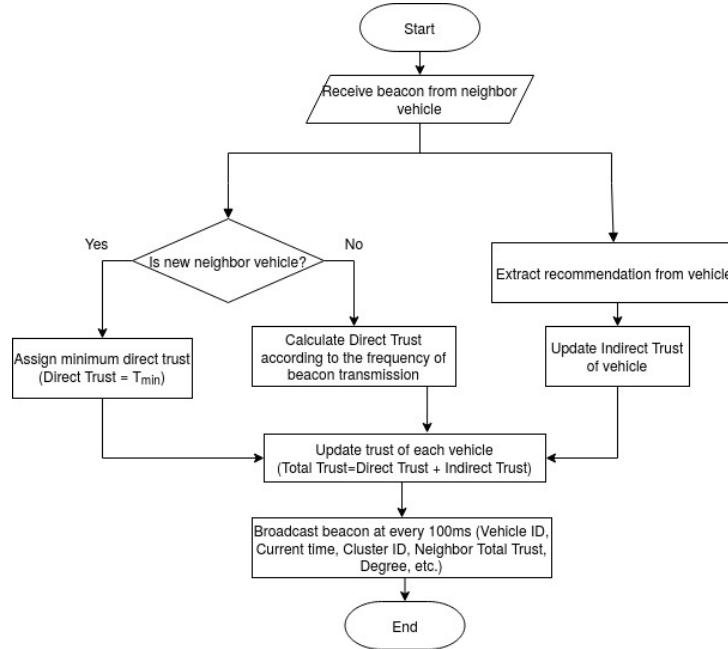 Start
Receive beacon from neighbor
vehicle
Yes
Is new neighbor vehicle?
No
Extract recommendation from vehicle
Assign minimum direct trust
(Direct Trust = Tmin)
Calculate Direct Trust
according to the frequency of
beacon transmission
Update Indirect Trust
of vehicle
Update trust of each vehicle
(Total Trust=Direct Trust + Indirect Trust)
Broadcast beacon at every 100ms (Vehicle ID,
Current time, Cluster ID, Neighbor Total Trust,
Degree, etc.)
End